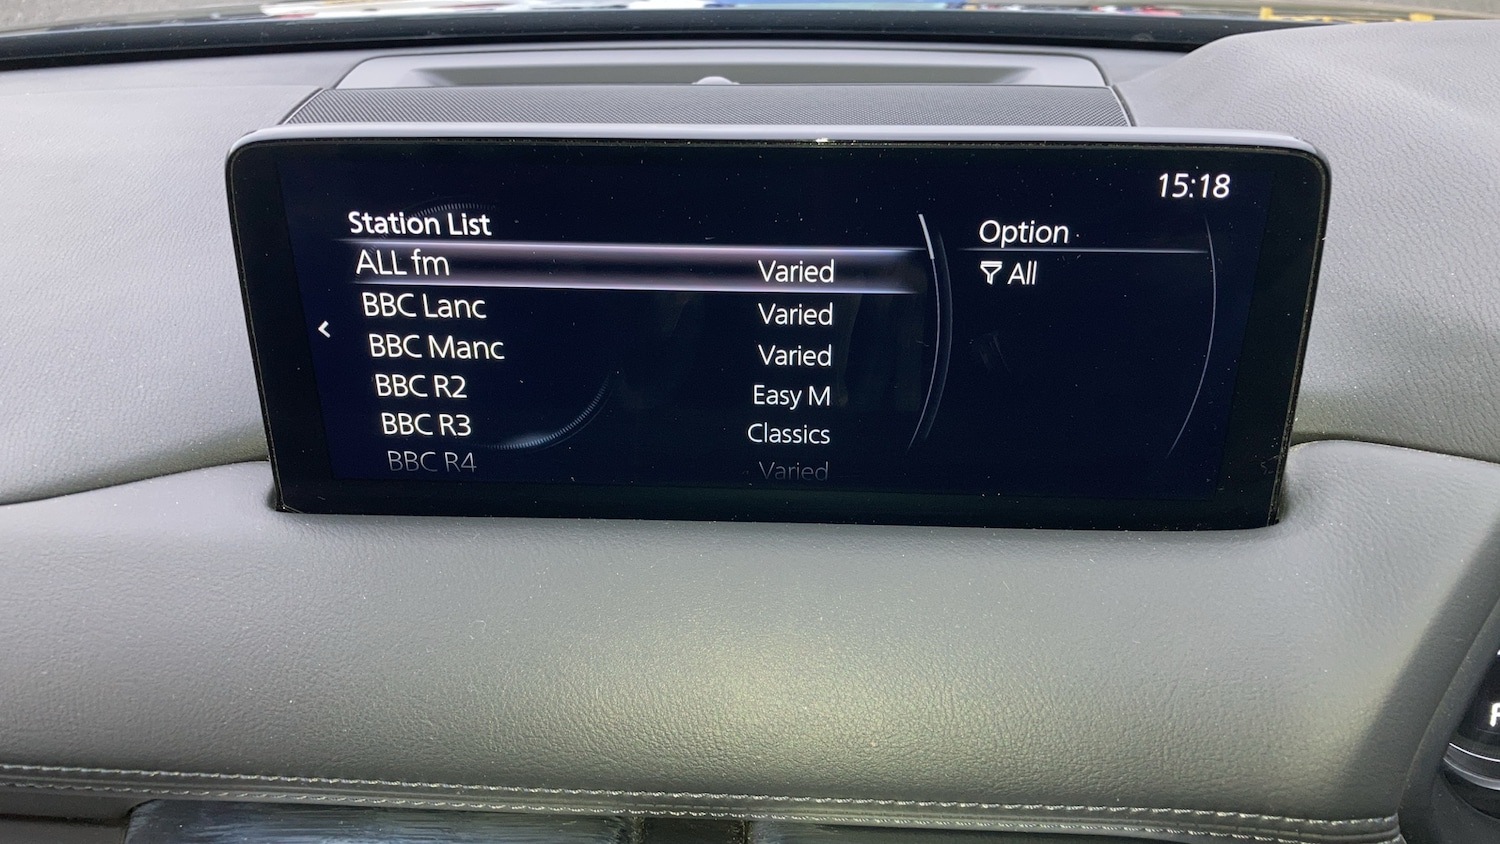 15:18
Station List
ALL fm Varied
BBC Lanc Varied
BBC Manc Varied
BBC R2 Easy M
BBC R3 Classics
BBC R4 Varied
Option
All